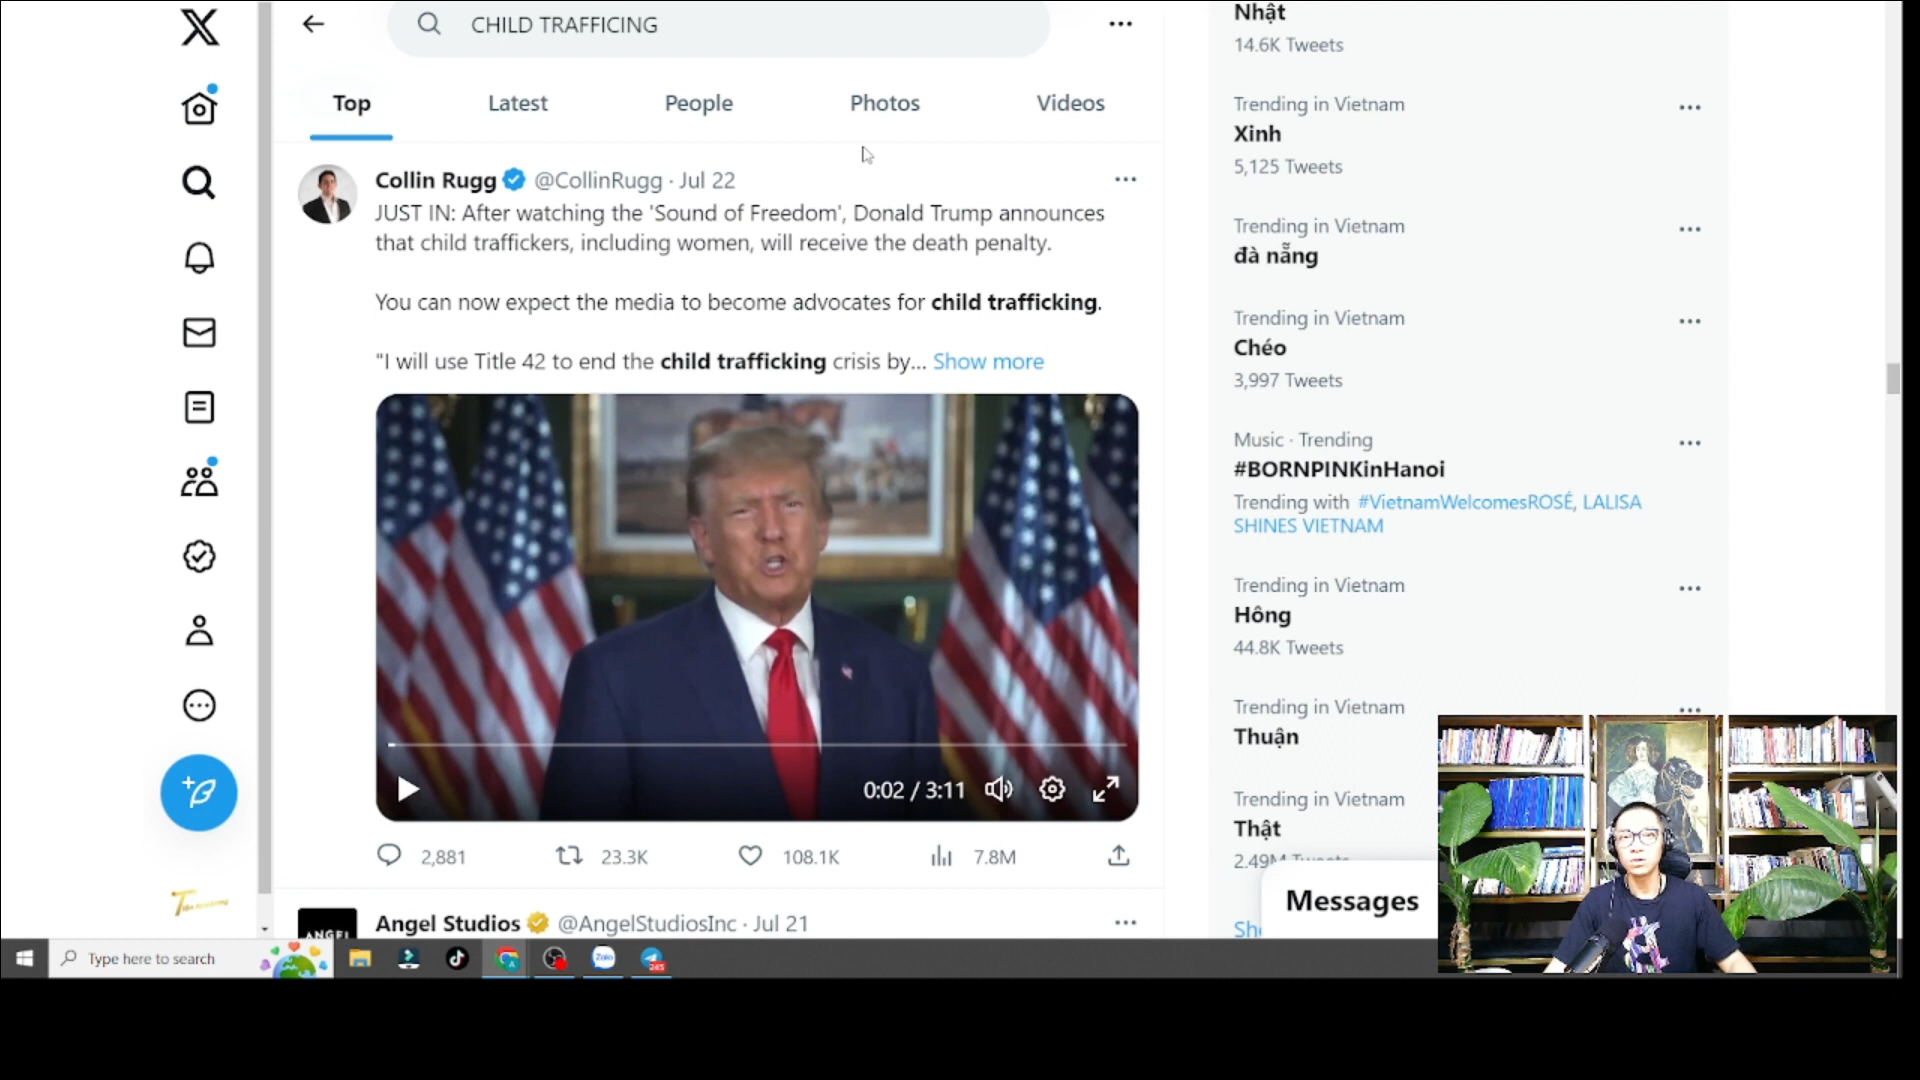 CHILD TRAFFICING
Top
Latest
People
Photos
Videos
Collin Rugg @CollinRugg · Jul 22
JUST IN: After watching the 'Sound of Freedom', Donald Trump announces
that child traffickers, including women, will receive the death penalty.
You can now expect the media to become advocates for child trafficking.
"I will use Title 42 to end the child trafficking crisis by... Show more
0:02 / 3:11
2,881
23.3K
108.1K
7.8M
ANGEL
Angel Studios @AngelStudiosInc · Jul 21
Nhật
14.6K Tweets
Trending in Vietnam
Xinh
5,125 Tweets
Trending in Vietnam
đà nẵng
Trending in Vietnam
Chéo
3,997 Tweets
Music · Trending
#BORNPINKinHanoi
Trending with #VietnamWelcomesROSÉ, LALISA
SHINES VIETNAM
Trending in Vietnam
Hông
44.8K Tweets
Trending in Vietnam
Thuận
Trending in Vietnam
Thật
2.49M Tweets
Messages
Type here to search
Zalo